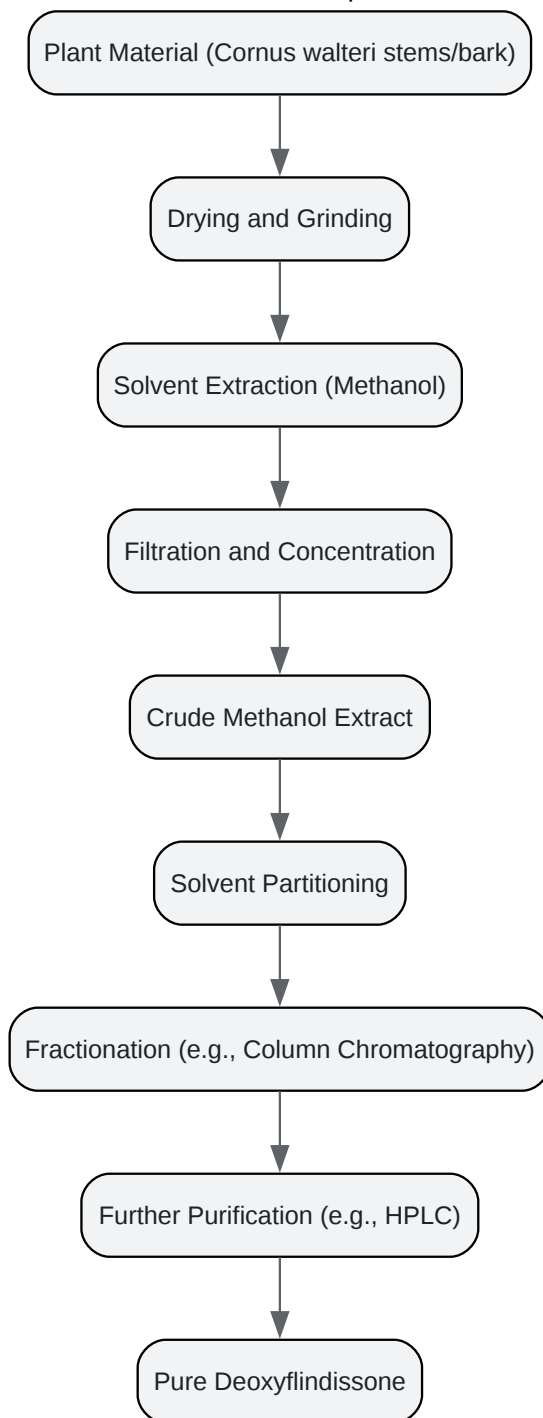 Plant Material (Cornus walteri stems/bark)
Drying and Grinding
Solvent Extraction (Methanol)
Filtration and Concentration
Crude Methanol Extract
Solvent Partitioning
Fractionation (e.g., Column Chromatography)
Further Purification (e.g., HPLC)
Pure Deoxyflindissone